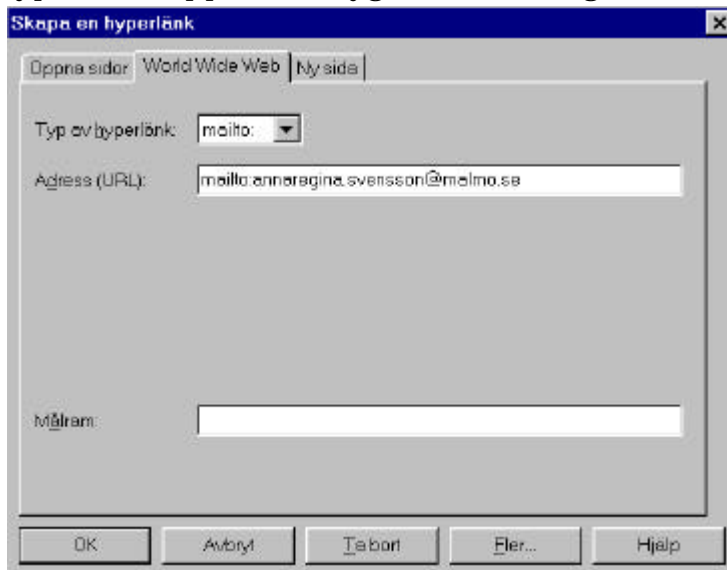 Skapa en hyperlänk
Öppna sidor World Wide Web Ny sida
Typ av hyperlänk: mailto:
Adress (URL): mailto:annaregina.svensson@malmo.se
Målram:
OK Avbryt Ta bort Fler... Hjälp